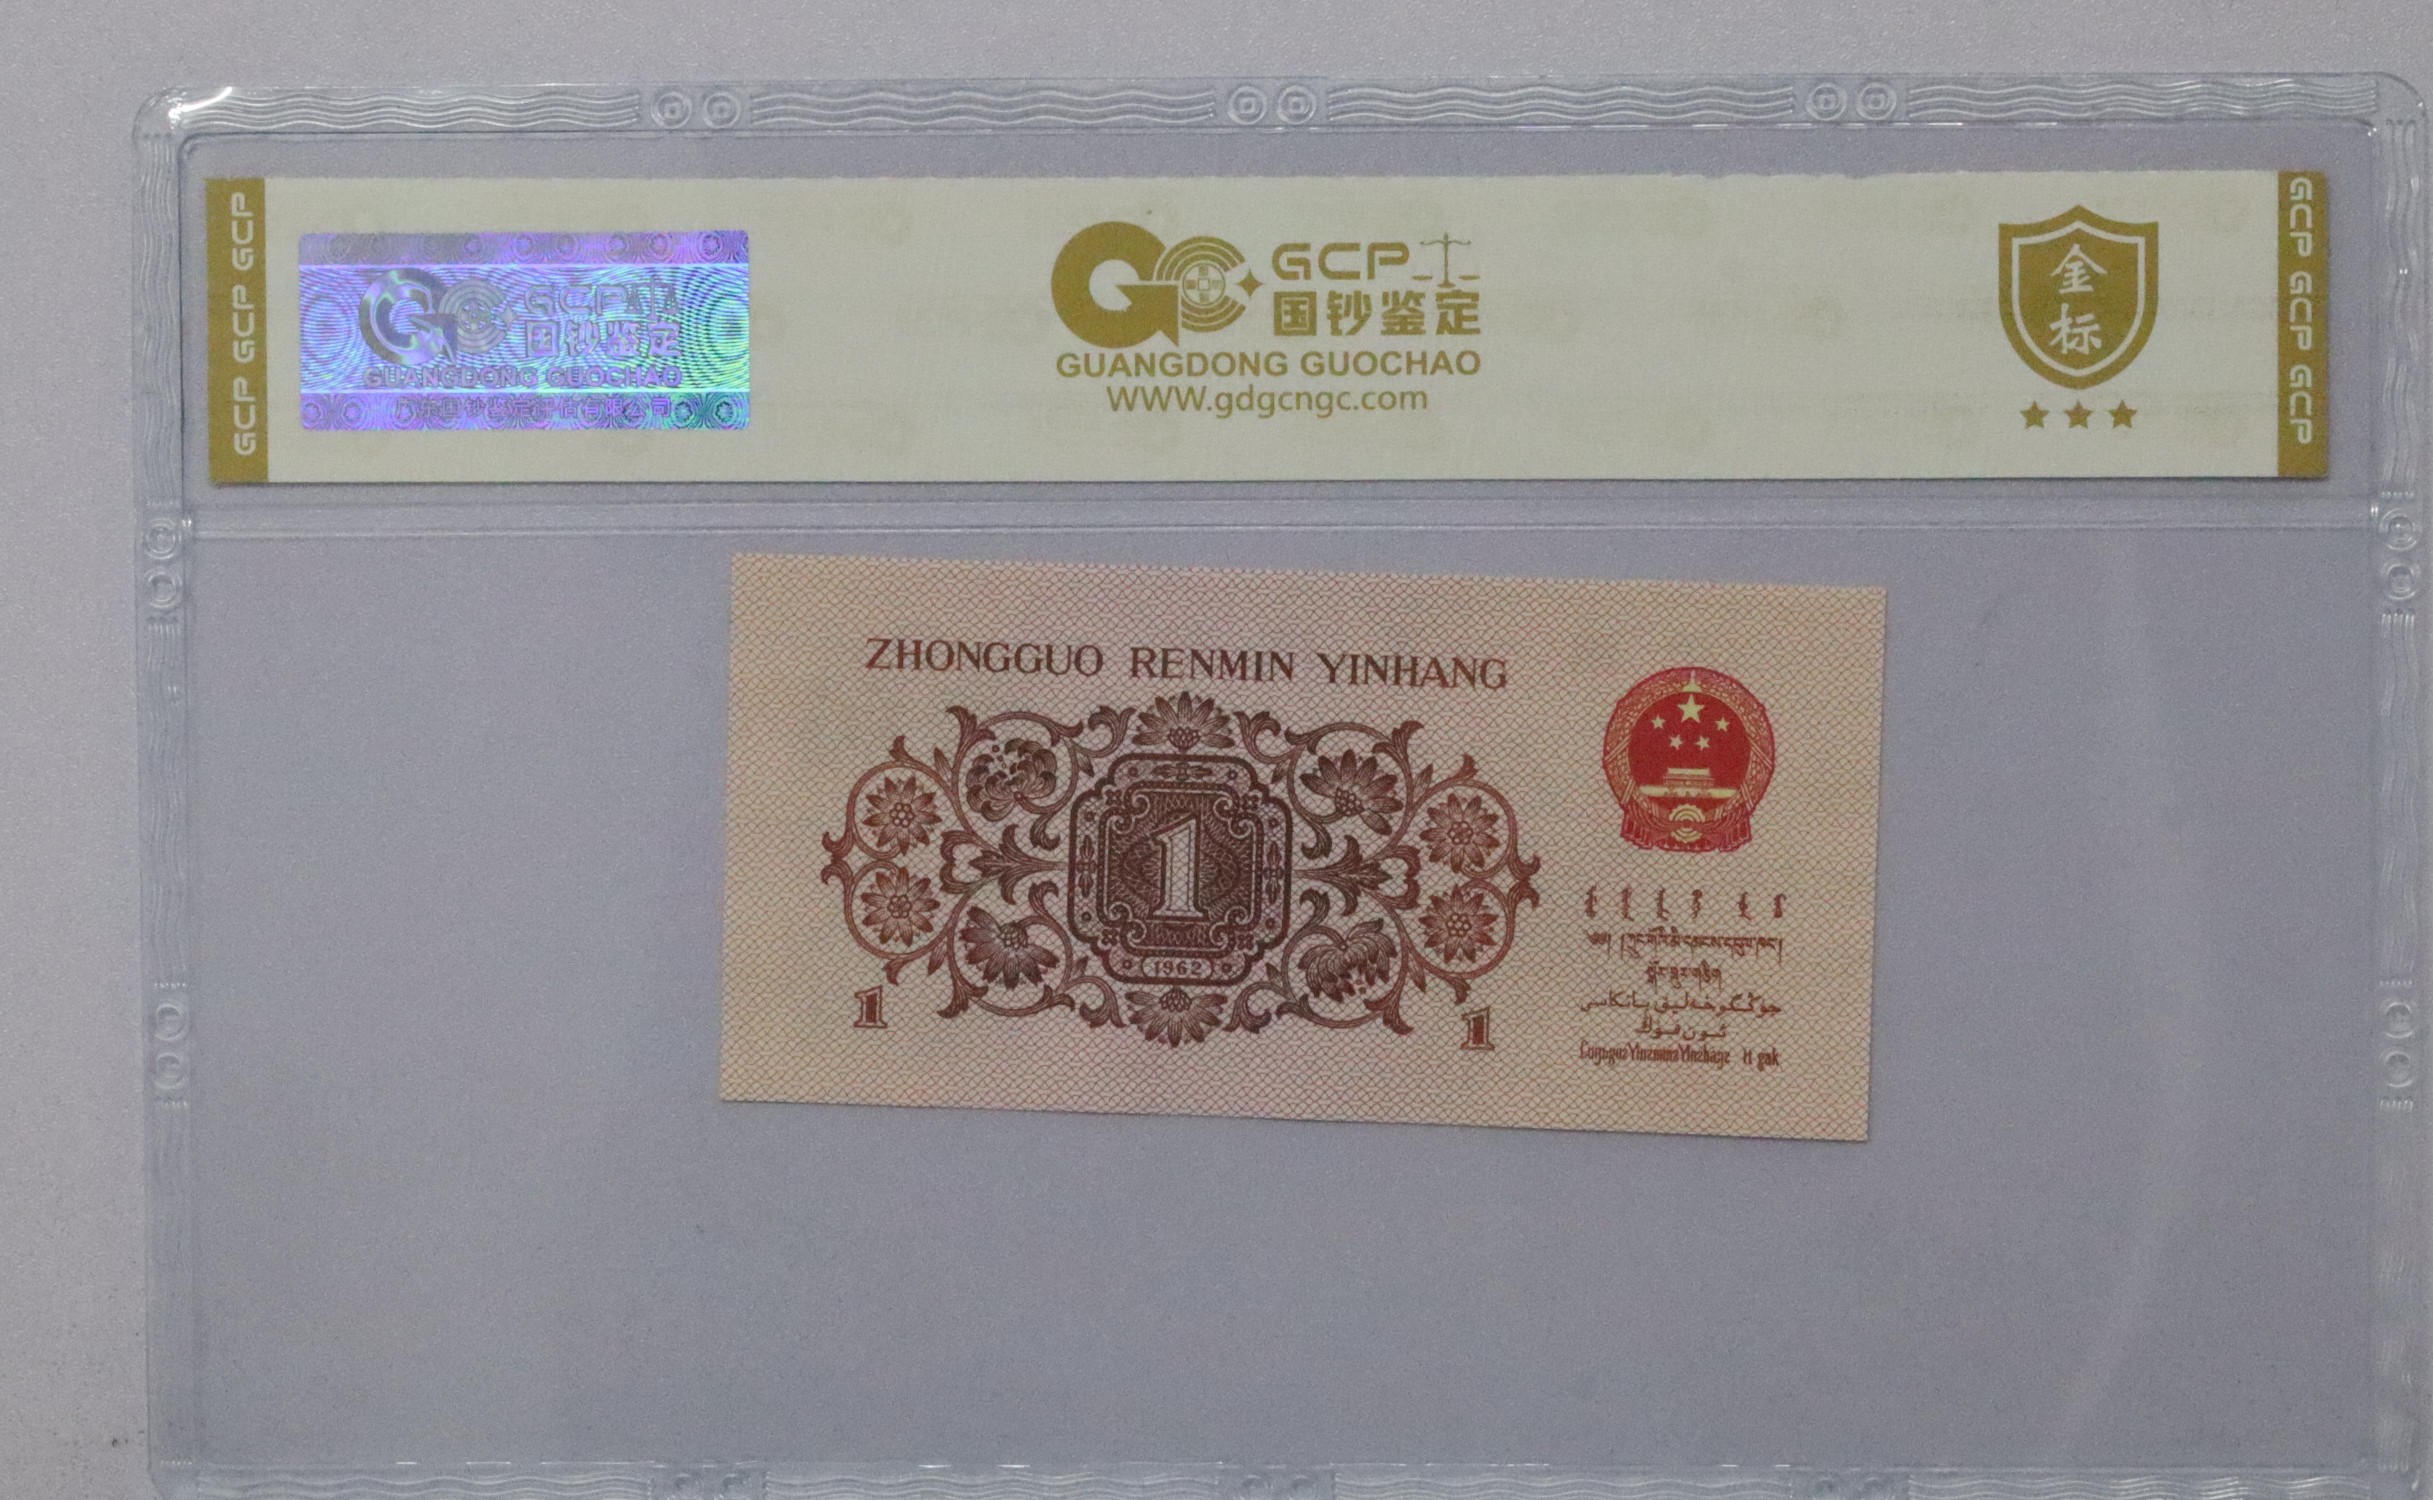 GCP GCP GCP
GCP
国钞鉴定
GUANGDONG GUOCHAO
广东国钞鉴定评估有限公司
GCP
国钞鉴定
GUANGDONG GUOCHAO
WWW.gdgcngc.com
金
标
GCP GCP GCP
ZHONGGUO RENMIN YINHANG
1
1962
1
1